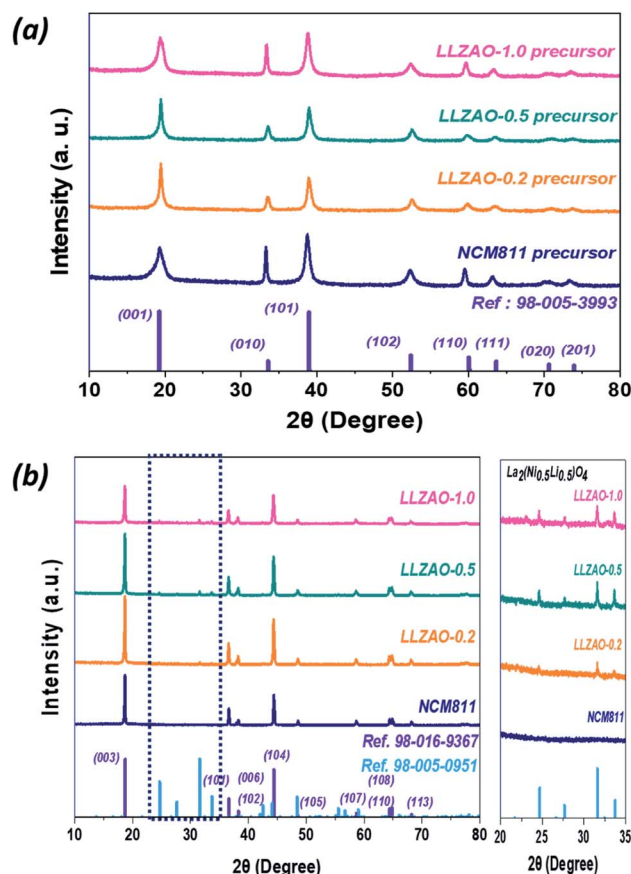 (a)
LLZAO-1.0 precursor
LLZAO-0.5 precursor
LLZAO-0.2 precursor
NCM811 precursor
Ref : 98-005-3993
(001)
(010)
(101)
(102)
(110)
(111)
(020)
(201)
Intensity (a. u.)
10 20 30 40 50 60 70 80
2θ (Degree)
(b)
LLZAO-1.0
LLZAO-0.5
LLZAO-0.2
NCM811
Ref. 98-016-9367
Ref. 98-005-0951
(003)
(006)
(102)
(104)
(105)
(107)
(108)
(110)
(113)
Intensity (a.u.)
10 20 30 40 50 60 70 80
2θ (Degree)
La2(Ni0.5Li0.5)O4
LLZAO-1.0
LLZAO-0.5
LLZAO-0.2
NCM811
20 25 30 35
2θ (Degree)